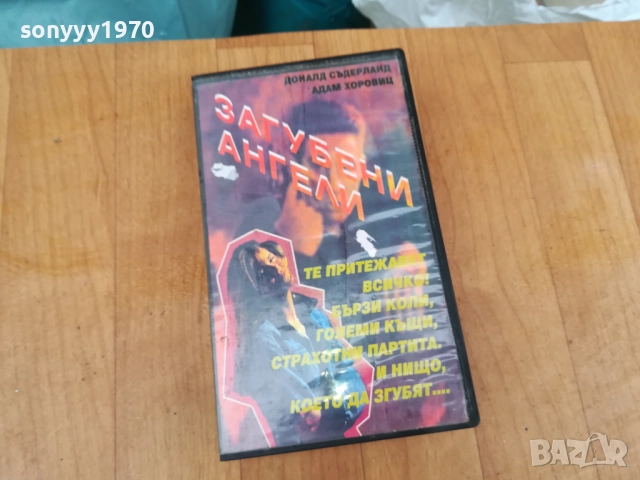 sonyyy1970
ДОНАЛД СЪДЕРЛАНД
АДАМ ХОРОВИЦ
ЗАГУБЕНИ
АНГЕЛИ
ТЕ ПРИТЕЖАВАТ
ВСИЧКО!
БЪРЗИ КОЛИ,
ГОЛЕМИ КЪЩИ,
СТРАХОТНИ ПАРТИТА.
И НИЩО,
КОЕТО ДА ЗГУБЯТ....
BAZAR